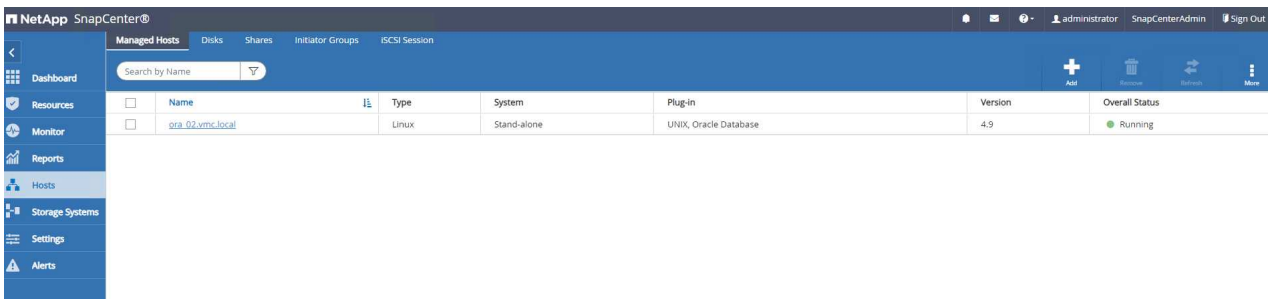 NetApp SnapCenter®
administrator SnapCenterAdmin Sign Out
Managed Hosts Disks Shares Initiator Groups iSCSI Session
Search by Name
Add Remove Refresh More
Dashboard
Resources
Monitor
Reports
Hosts
Storage Systems
Settings
Alerts
Name Type System Plug-in Version Overall Status
ora_02.vmc.local Linux Stand-alone UNIX, Oracle Database 4.9 Running